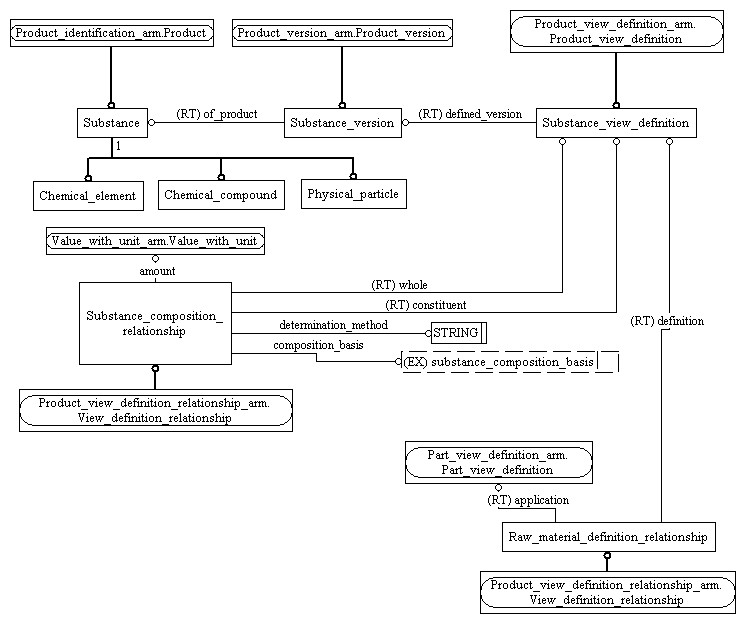 Product_identification_arm.Product
Product_version_arm.Product_version
Product_view_definition_arm.
Product_view_definition
Substance
(RT) of_product
Substance_version
(RT) defined_version
Substance_view_definition
1
Chemical_element
Chemical_compound
Physical_particle
Value_with_unit_arm.Value_with_unit
amount
Substance_composition_
relationship
(RT) whole
(RT) constituent
determination_method
STRING
composition_basis
(EX) substance_composition_basis
(RT) definition
Product_view_definition_relationship_arm.
View_definition_relationship
Part_view_definition_arm.
Part_view_definition
(RT) application
Raw_material_definition_relationship
Product_view_definition_relationship_arm.
View_definition_relationship